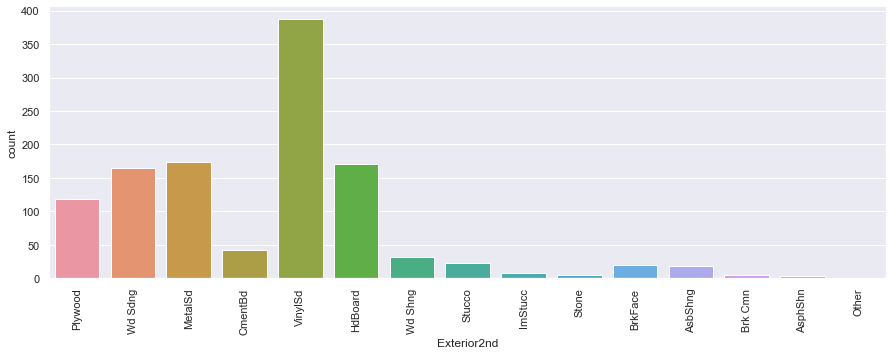 400
350
300
250
200
150
100
50
0
count
Plywood
Wd Sdng
MetalSd
CmentBd
VinylSd
HdBoard
Wd Shng
Stucco
ImStucc
Stone
BrkFace
AsbShng
Brk Cmn
AsphShn
Other
Exterior2nd